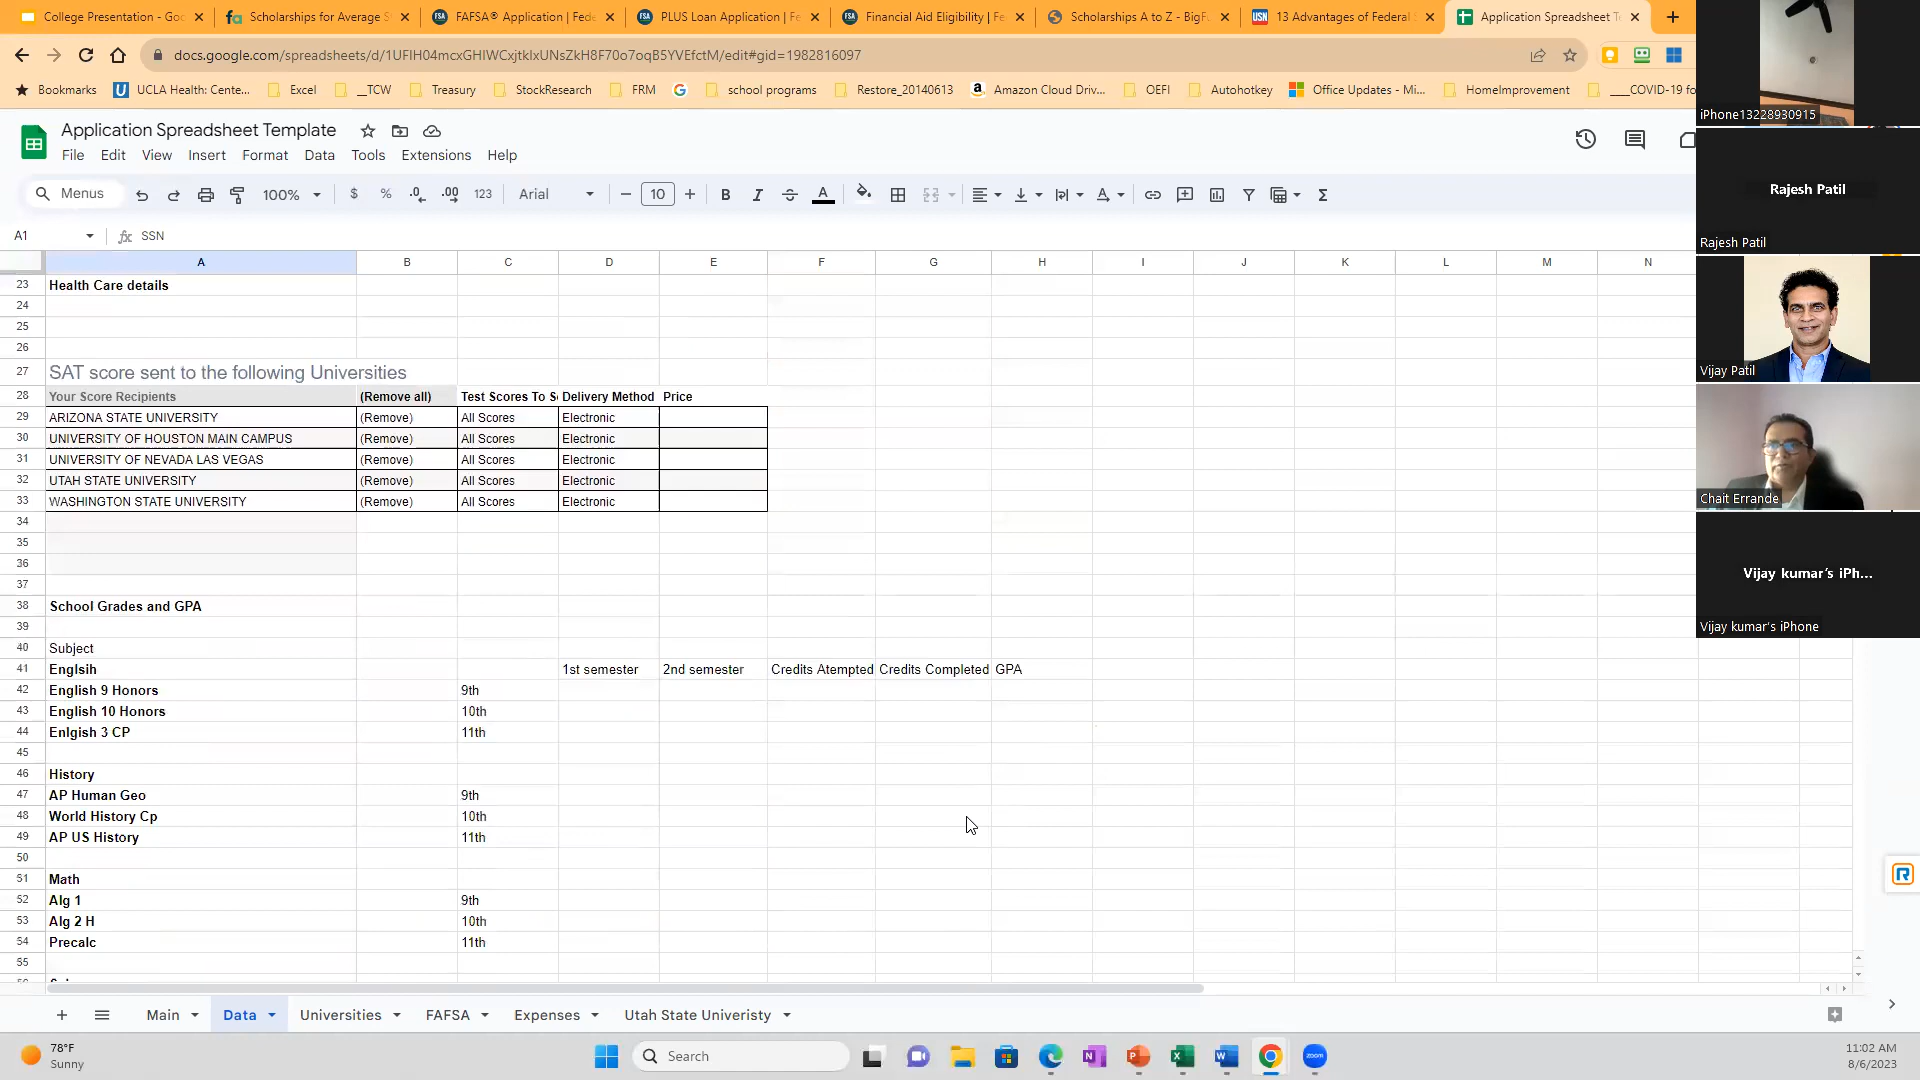 College Presentation - Goo
Scholarships for Average S
FAFSA® Application | Fede
PLUS Loan Application | Fe
Financial Aid Eligibility | Fe
Scholarships A to Z - BigFu
13 Advantages of Federal
Application Spreadsheet Te
docs.google.com/spreadsheets/d/1UFIH04mcxGHIWCxjtkIxUNsZkH8F70o7oqB5YVEfctM/edit#gid=1982816097
Bookmarks
UCLA Health: Cente...
Excel
__TCW
Treasury
StockResearch
FRM
school programs
Restore_20140613
Amazon Cloud Driv...
OEFI
Autohotkey
Office Updates - Mi...
HomeImprovement
____COVID-19 fo
Application Spreadsheet Template
File Edit View Insert Format Data Tools Extensions Help
Menus 100% $ % .0 .00 123 Arial 10
A1 SSN
A B C D E F G H I J K L M N
23 Health Care details
24
25
26
27 SAT score sent to the following Universities
28 Your Score Recipients (Remove all) Test Scores To S Delivery Method Price
29 ARIZONA STATE UNIVERSITY (Remove) All Scores Electronic
30 UNIVERSITY OF HOUSTON MAIN CAMPUS (Remove) All Scores Electronic
31 UNIVERSITY OF NEVADA LAS VEGAS (Remove) All Scores Electronic
32 UTAH STATE UNIVERSITY (Remove) All Scores Electronic
33 WASHINGTON STATE UNIVERSITY (Remove) All Scores Electronic
34
35
36
37
38 School Grades and GPA
39
40 Subject
41 Englsih 1st semester 2nd semester Credits Atempted Credits Completed GPA
42 English 9 Honors 9th
43 English 10 Honors 10th
44 Enlgish 3 CP 11th
45
46 History
47 AP Human Geo 9th
48 World History Cp 10th
49 AP US History 11th
50
51 Math
52 Alg 1 9th
53 Alg 2 H 10th
54 Precalc 11th
55
Main Data Universities FAFSA Expenses Utah State Univeristy
78°F
Sunny
Search
zoom
11:02 AM
8/6/2023
iPhone13228930915
Rajesh Patil
Rajesh Patil
Vijay Patil
Chait Errande
Vijay kumar's iPh...
Vijay kumar's iPhone